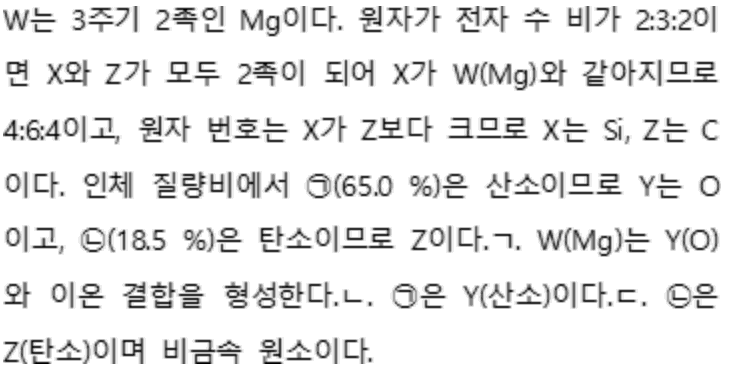 W는 3주기 2족인 Mg이다. 원자가 전자 수 비가 2:3:2이
면 X와 Z가 모두 2족이 되어 X가 W(Mg)와 같아지므로
4:6:4이고, 원자 번호는 X가 Z보다 크므로 X는 Si, Z는 C
이다. 인체 질량비에서 ㉠(65.0 %)은 산소이므로 Y는 O
이고, ㉡(18.5 %)은 탄소이므로 Z이다.ㄱ. W(Mg)는 Y(O)
와 이온 결합을 형성한다.ㄴ. ㉠은 Y(산소)이다.ㄷ. ㉡은
Z(탄소)이며 비금속 원소이다.